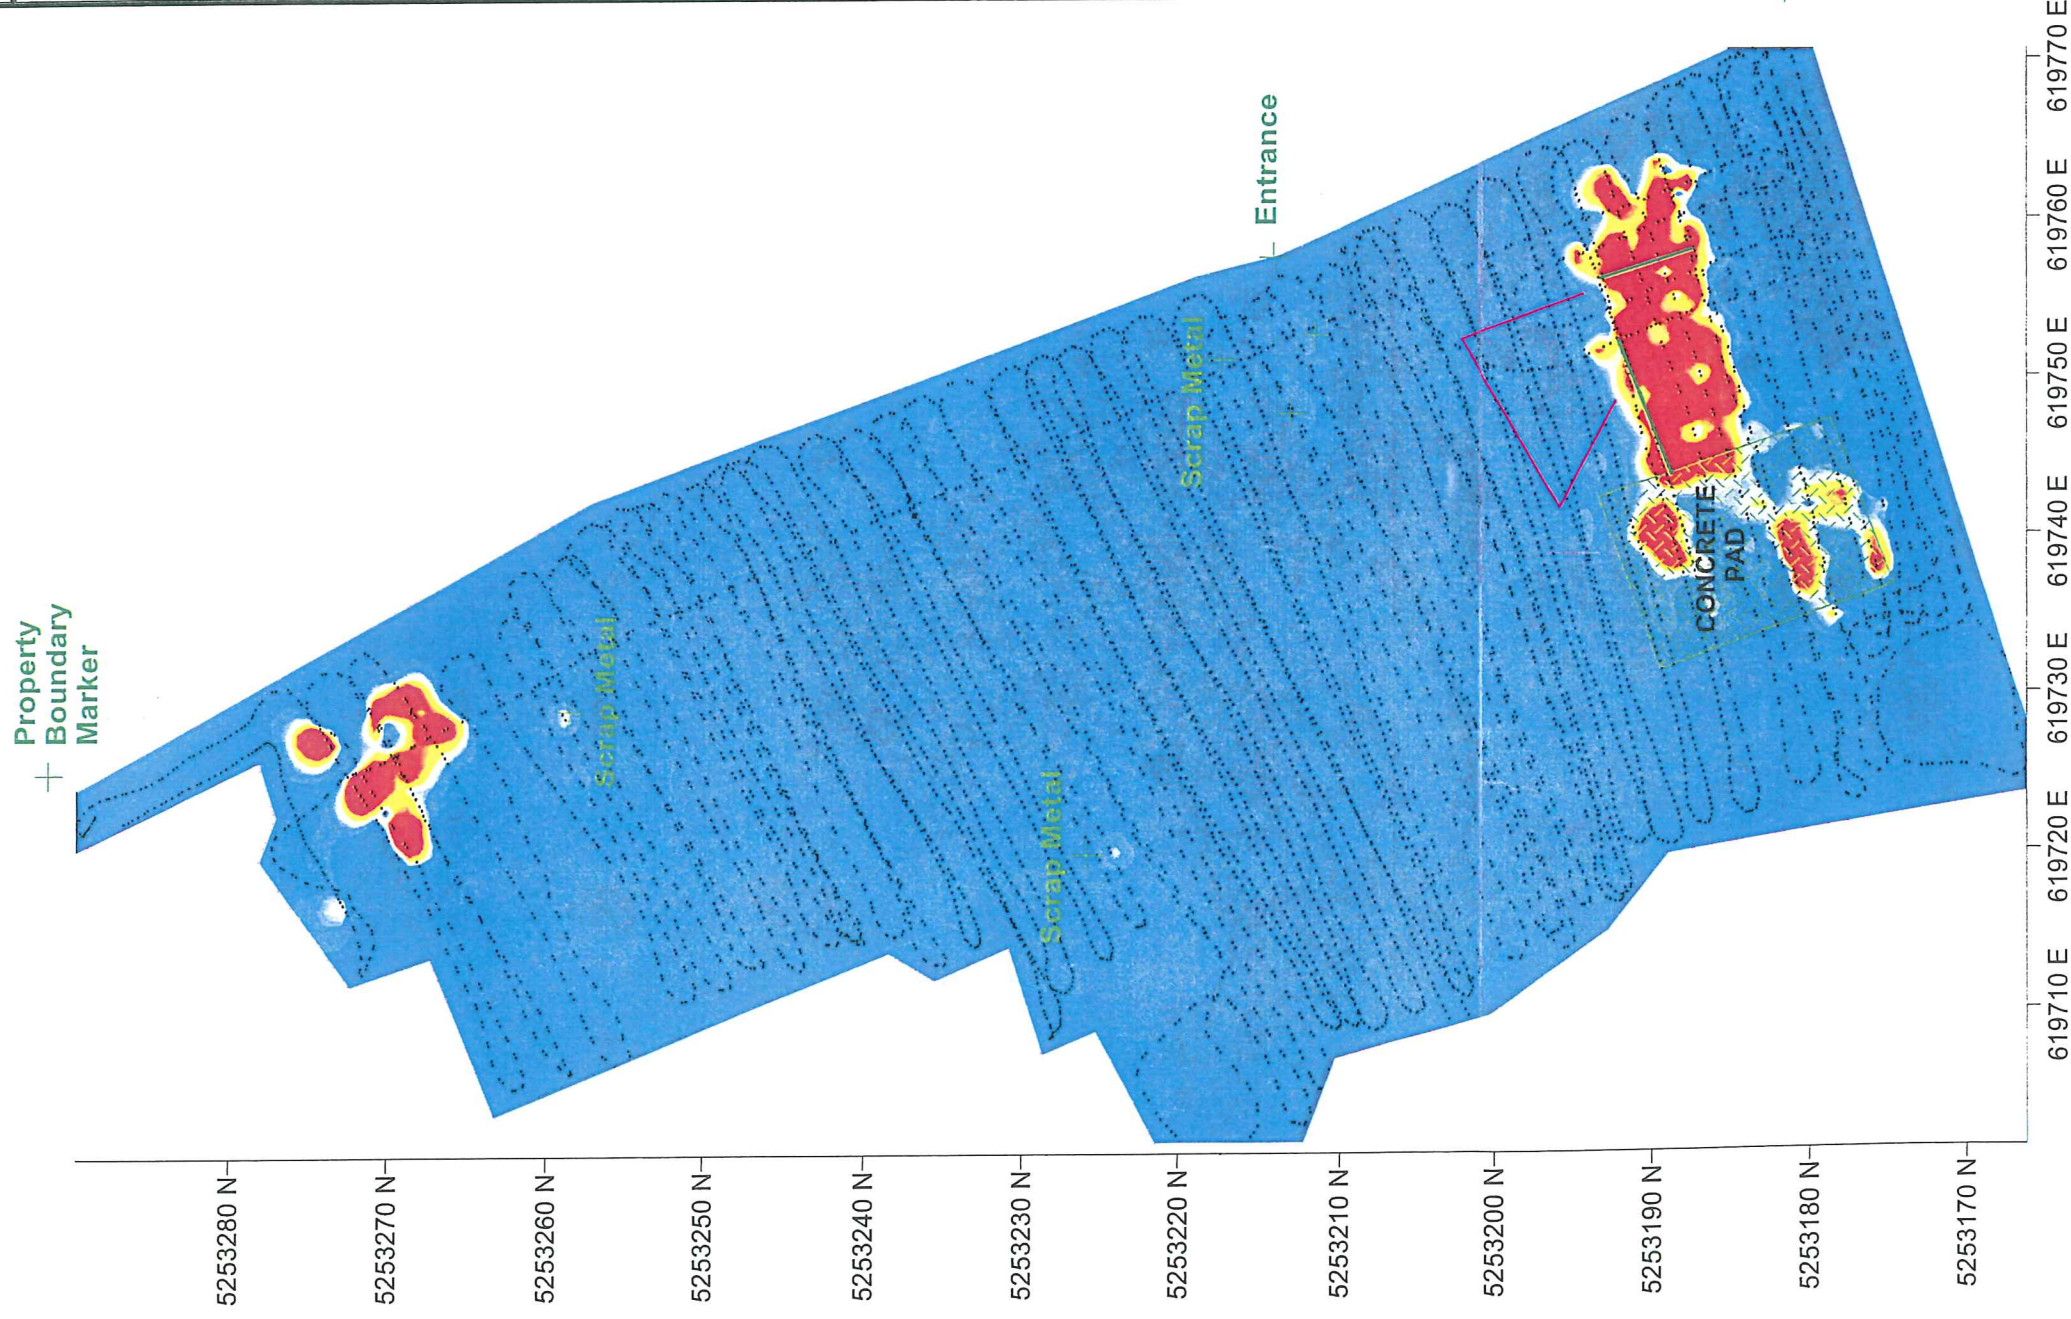 Property
Boundary
Marker
Entrance
Scrap Metal
Scrap Metal
Scrap Metal
CONCRETE
PAD
619770 E
619760 E
619750 E
619740 E
619730 E
619720 E
619710 E
5253280 N
5253270 N
5253260 N
5253250 N
5253240 N
5253230 N
5253220 N
5253210 N
5253200 N
5253190 N
5253180 N
5253170 N